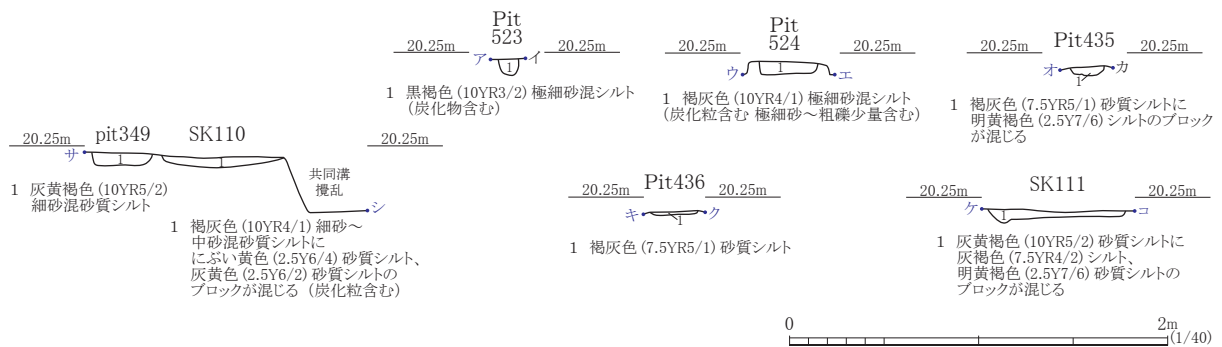 Pit
523
20.25m
20.25m
ア
イ
1
1 黒褐色 (10YR3/2) 極細砂混シルト
(炭化物含む)
Pit
524
20.25m
20.25m
ウ
エ
1
1 褐灰色 (10YR4/1) 極細砂混シルト
(炭化粒含む 極細砂～粗礫少量含む)
Pit435
20.25m
20.25m
オ
カ
1
1 褐灰色 (7.5YR5/1) 砂質シルトに
明黄褐色 (2.5Y7/6) シルトのブロック
が混じる
pit349
SK110
20.25m
20.25m
サ
シ
1
1
共同溝
攪乱
1 灰黄褐色 (10YR5/2)
細砂混砂質シルト
1 褐灰色 (10YR4/1) 細砂～
中砂混砂質シルトに
にぶい黄色 (2.5Y6/4) 砂質シルト、
灰黄色 (2.5Y6/2) 砂質シルトの
ブロックが混じる (炭化粒含む)
Pit436
20.25m
20.25m
キ
ク
1
1 褐灰色 (7.5YR5/1) 砂質シルト
SK111
20.25m
20.25m
ケ
コ
1
1 灰黄褐色 (10YR5/2) 砂質シルトに
灰褐色 (7.5YR4/2) シルト、
明黄褐色 (2.5Y7/6) 砂質シルトの
ブロックが混じる
0
2m
(1/40)